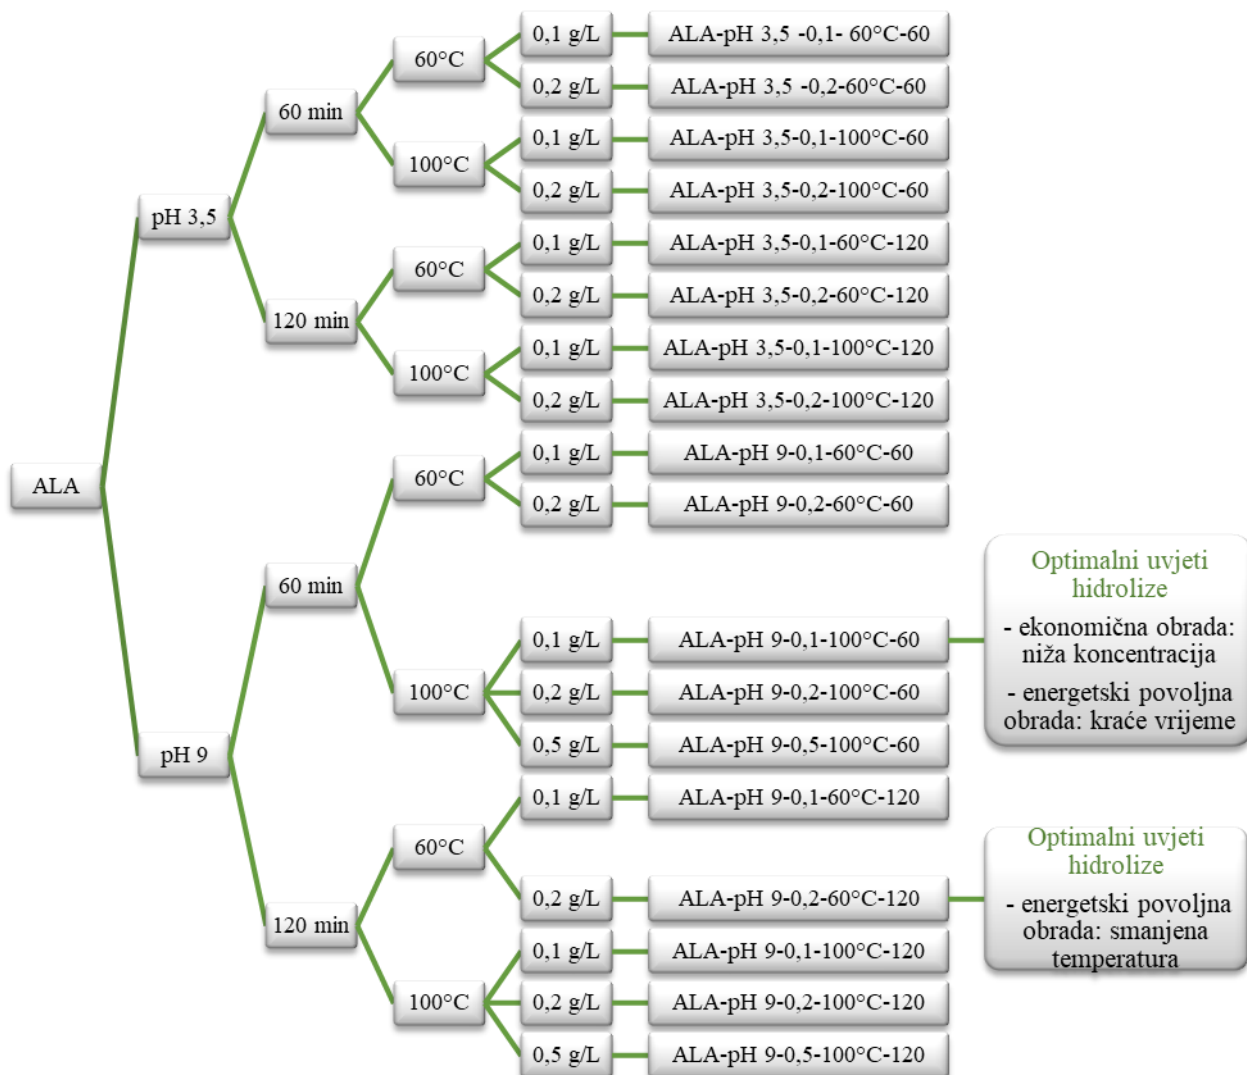 ALA
pH 3,5
60 min
60°C
0,1 g/L
ALA-pH 3,5 -0,1- 60°C-60
0,2 g/L
ALA-pH 3,5 -0,2-60°C-60
100°C
0,1 g/L
ALA-pH 3,5-0,1-100°C-60
0,2 g/L
ALA-pH 3,5-0,2-100°C-60
120 min
60°C
0,1 g/L
ALA-pH 3,5-0,1-60°C-120
0,2 g/L
ALA-pH 3,5-0,2-60°C-120
100°C
0,1 g/L
ALA-pH 3,5-0,1-100°C-120
0,2 g/L
ALA-pH 3,5-0,2-100°C-120
pH 9
60 min
60°C
0,1 g/L
ALA-pH 9-0,1-60°C-60
0,2 g/L
ALA-pH 9-0,2-60°C-60
100°C
0,1 g/L
ALA-pH 9-0,1-100°C-60
Optimalni uvjeti
hidrolize
- ekonomična obrada:
niža koncentracija
- energetski povoljna
obrada: kraće vrijeme
0,2 g/L
ALA-pH 9-0,2-100°C-60
0,5 g/L
ALA-pH 9-0,5-100°C-60
120 min
60°C
0,1 g/L
ALA-pH 9-0,1-60°C-120
0,2 g/L
ALA-pH 9-0,2-60°C-120
Optimalni uvjeti
hidrolize
- energetski povoljna
obrada: smanjena
temperatura
100°C
0,1 g/L
ALA-pH 9-0,1-100°C-120
0,2 g/L
ALA-pH 9-0,2-100°C-120
0,5 g/L
ALA-pH 9-0,5-100°C-120